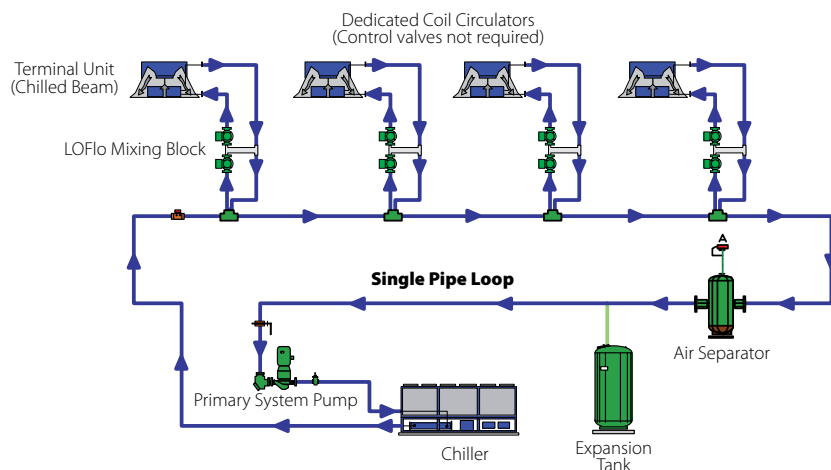 Dedicated Coil Circulators
(Control valves not required)
Terminal Unit
(Chilled Beam)
LOFlo Mixing Block
A
Single Pipe Loop
Air Separator
Primary System Pump
Chiller
Expansion
Tank